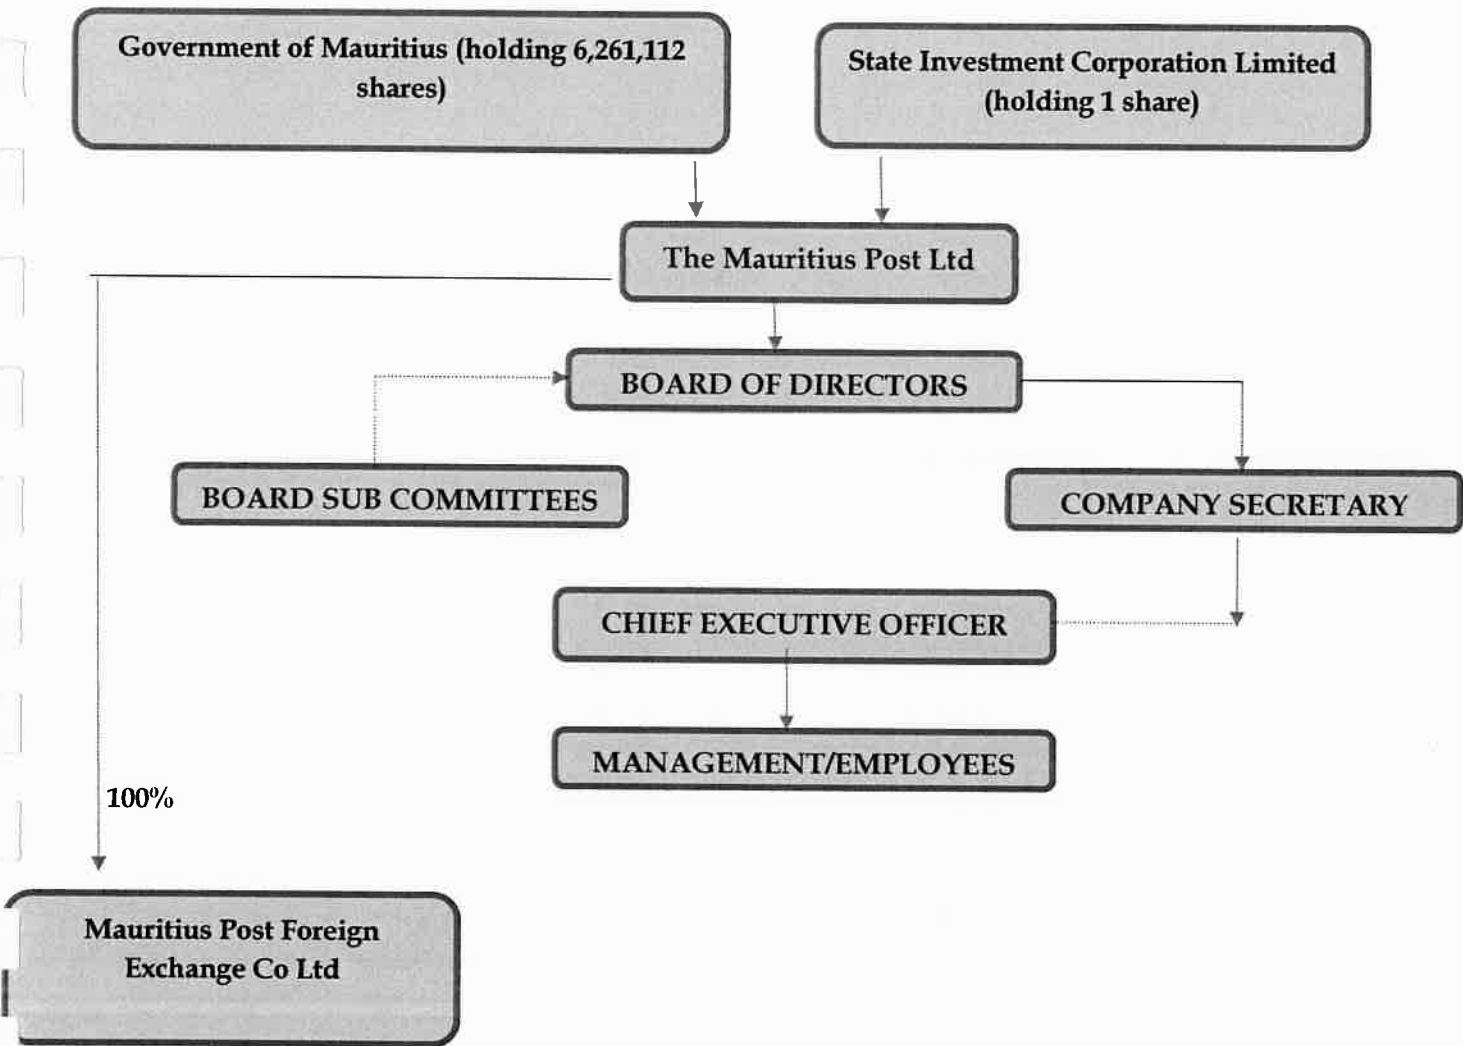 Government of Mauritius (holding 6,261,112
shares)
State Investment Corporation Limited
(holding 1 share)
The Mauritius Post Ltd
BOARD OF DIRECTORS
BOARD SUB COMMITTEES
COMPANY SECRETARY
CHIEF EXECUTIVE OFFICER
MANAGEMENT/EMPLOYEES
100%
Mauritius Post Foreign
Exchange Co Ltd